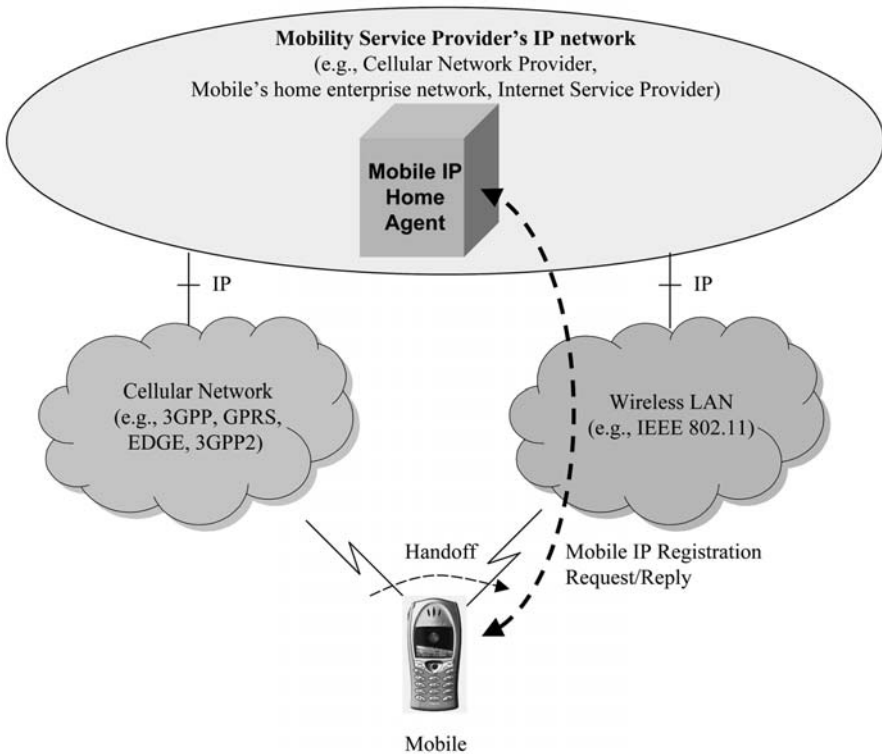 Mobility Service Provider's IP network
(e.g., Cellular Network Provider,
Mobile's home enterprise network, Internet Service Provider)
Mobile IP
Home
Agent
IP
IP
Cellular Network
(e.g., 3GPP, GPRS,
EDGE, 3GPP2)
Wireless LAN
(e.g., IEEE 802.11)
Handoff
Mobile IP Registration
Request/Reply
Mobile